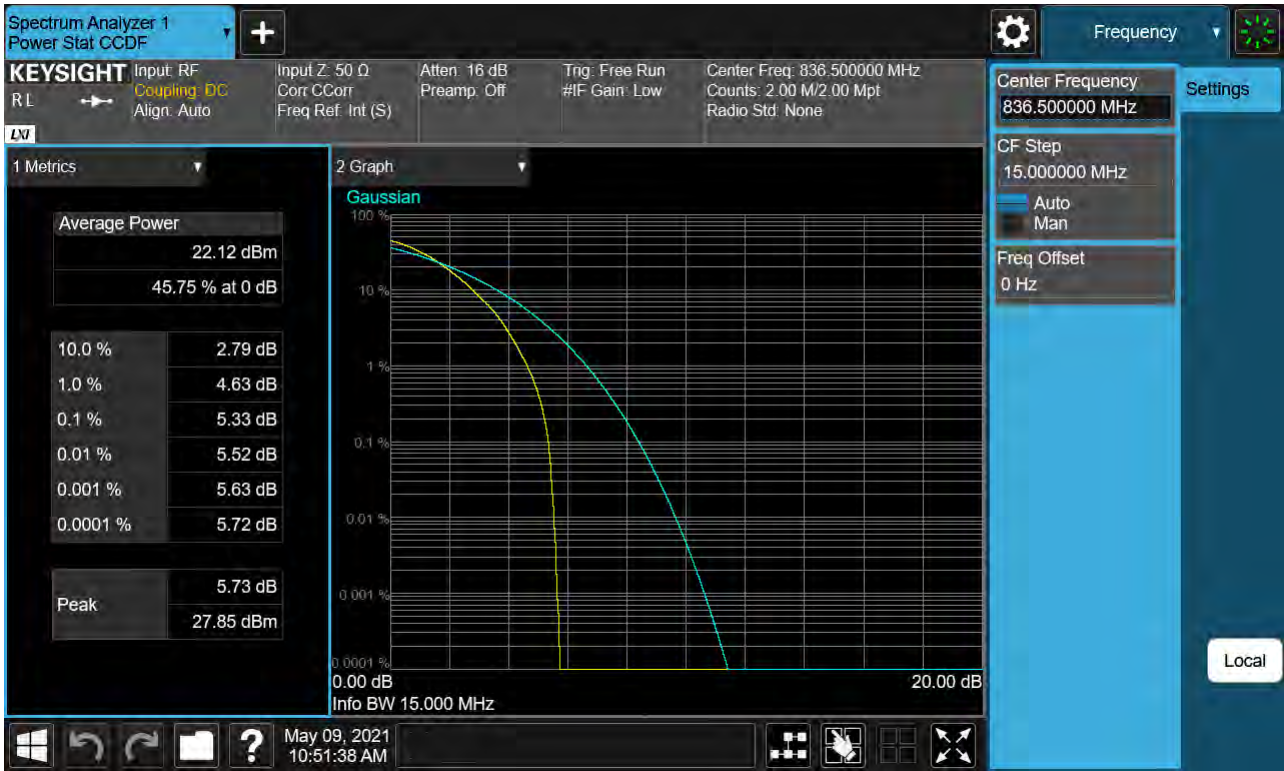 Spectrum Analyzer 1
Power Stat CCDF
+
Frequency
KEYSIGHT
RL
LXI
Input: RF
Coupling: DC
Align: Auto
Input Z: 50 Ω
Corr CCorr
Freq Ref: Int (S)
Atten: 16 dB
Preamp: Off
Trig: Free Run
#IF Gain: Low
Center Freq: 836.500000 MHz
Counts: 2.00 M/2.00 Mpt
Radio Std: None
Center Frequency
836.500000 MHz
Settings
CF Step
15.000000 MHz
Auto
Man
Freq Offset
0 Hz
Local
1 Metrics
Average Power
22.12 dBm
45.75 % at 0 dB
10.0 % 2.79 dB
1.0 % 4.63 dB
0.1 % 5.33 dB
0.01 % 5.52 dB
0.001 % 5.63 dB
0.0001 % 5.72 dB
Peak
5.73 dB
27.85 dBm
2 Graph
Gaussian
100 %
10 %
1 %
0.1 %
0.01 %
0.001 %
0.0001 %
0.00 dB 20.00 dB
Info BW 15.000 MHz
?
May 09, 2021
10:51:38 AM